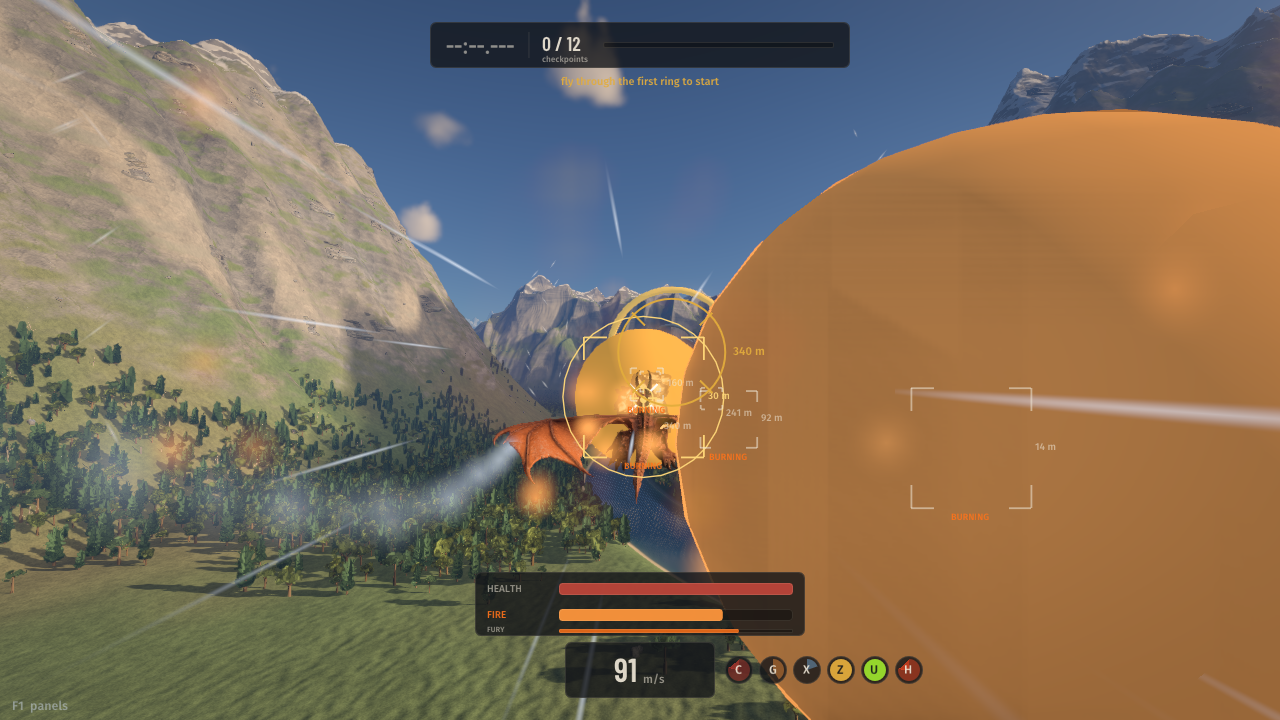 --:--.---
0 / 12
checkpoints
fly through the first ring to start
340 m
30 m
241 m
92 m
14 m
BURNING
BURNING
BURNING
HEALTH
FIRE
FURY
91 m/s
C G X Z U H
F1 panels